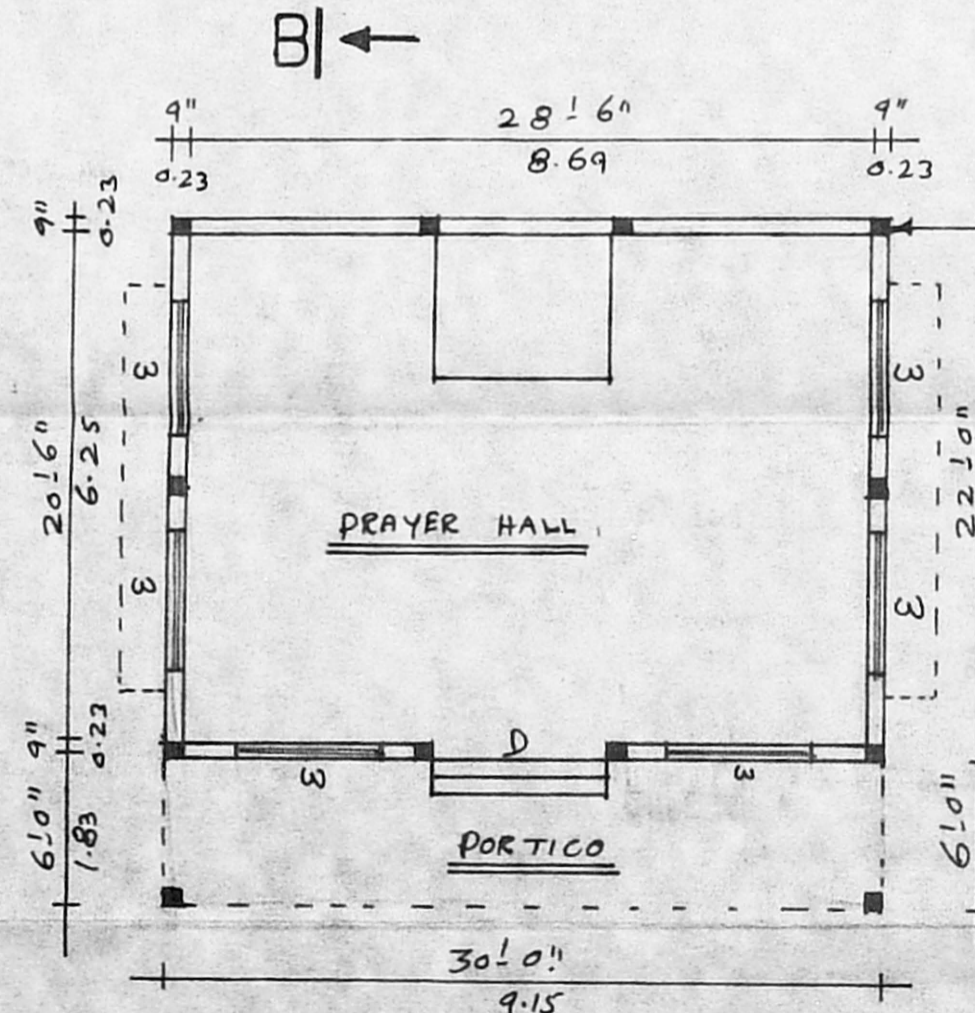 B
9" 28'-6" 9"
0.23 8.69 0.23
9"
0.23
20'-6"
6.25
9"
0.23
6'-0"
1.83
W
W
W
W
22'-0"
6'-0"
PRAYER HALL
D
W
W
PORTICO
30'-0"
9.15